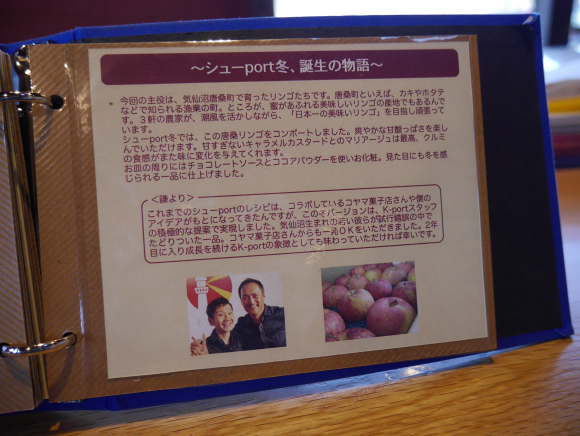 ～シューport冬、誕生の物語～
今回の主役は、気仙沼唐桑町で育ったリンゴたちです。唐桑町といえば、カキやホタテ
などで知られる漁業の町。ところが、蜜があふれる美味しいリンゴの産地でもあるんで
す。3軒の農家が、潮風を活かしながら、「日本一の美味しいリンゴ」を目指し頑張って
います。
シューport冬では、この唐桑リンゴをコンポートしました。爽やかな甘酸っぱさを楽し
んでいただけます。甘すぎないキャラメルカスタードとのマリアージュは最高、クルミ
の食感がまた味に変化を与えてくれます。
お皿の周りにはチョコレートソースとココアパウダーを使いお化粧。見た目にも冬を感
じられる一品に仕上げました。
＜謙より＞
これまでのシューportのレシピは、コラボしているコヤマ菓子店さんや僕の
アイデアがもとになってきたんですが、この冬バージョンは、K-portスタッフ
の積極的な提案で実現しました。気仙沼生まれの若い彼らが試行錯誤の中で
たどりついた一品。コヤマ菓子店さんからも一発OKをいただきました。2年
目に入り成長を続けるK-portの象徴としても味わっていただければ幸いです。